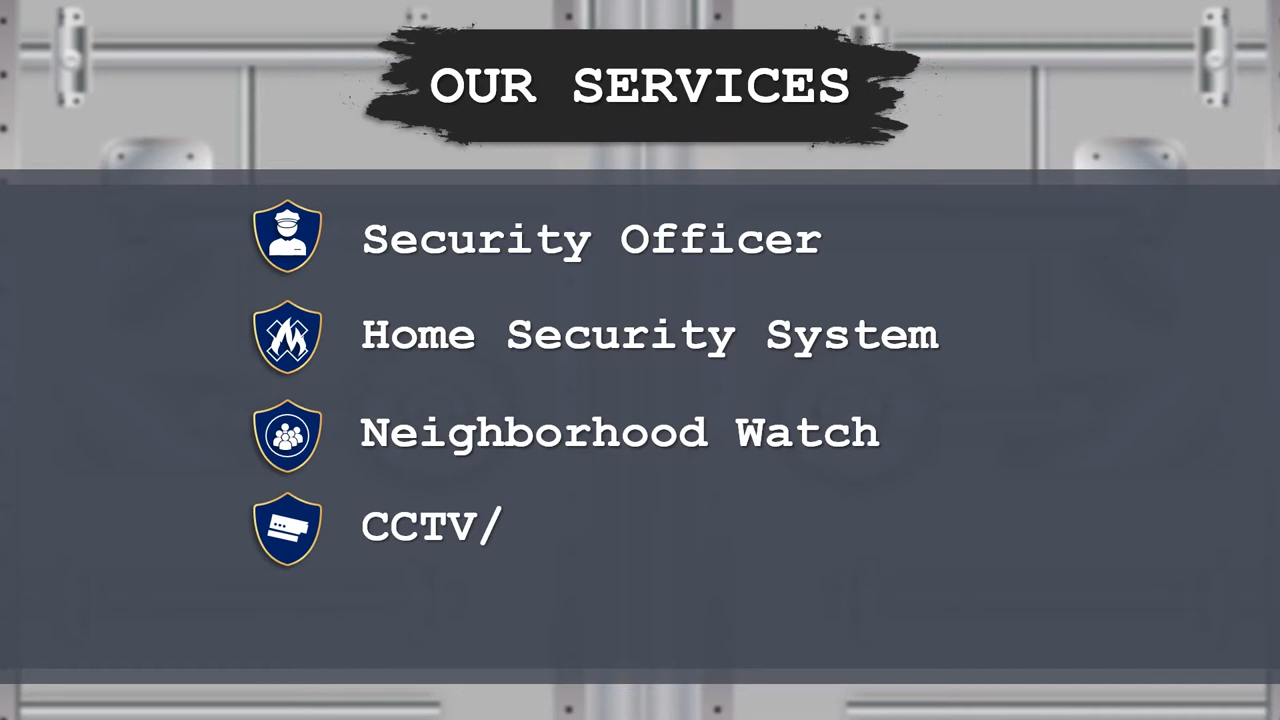 OUR SERVICES
Security Officer
Home Security System
Neighborhood Watch
CCTV/